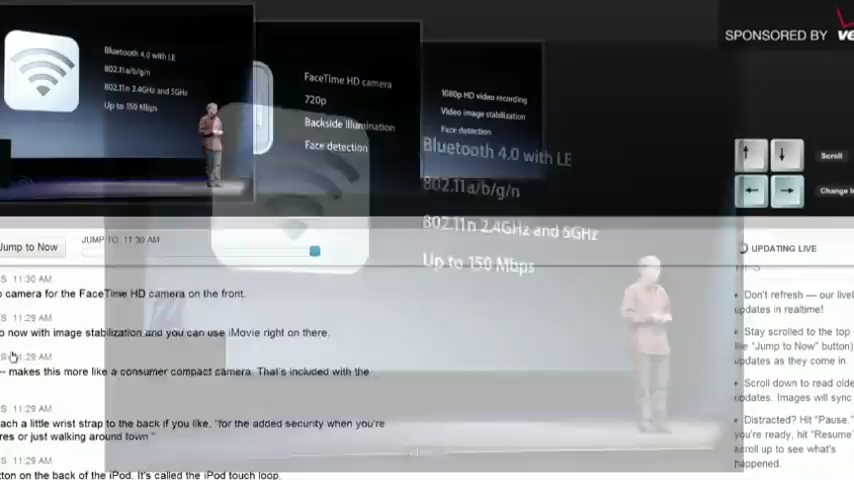 Bluetooth 4.0 with LE
802.11a/b/g/n
802.11n 2.4GHz and 5GHz
Up to 150 Mbps
FaceTime HD camera
720p
Backside Illumination
Face detection
1080p HD video recording
Video image stabilization
Face detection
SPONSORED BY
Bluetooth 4.0 with LE
802.11a/b/g/n
802.11n 2.4GHz and 5GHz
Up to 150 Mbps
Scroll
Jump to Now
JUMP TO: 11:30 AM
UPDATING LIVE
11:30 AM
camera for the FaceTime HD camera on the front.
11:29 AM
now with image stabilization and you can use iMovie right on there.
11:29 AM
— makes this more like a consumer compact camera. That's included with the
11:29 AM
ach a little wrist strap to the back if you like, "for the added security when you're
res or just walking around town."
11:29 AM
tton on the back of the iPod. It's called the iPod touch loop.
• Don't refresh — our live
updates in realtime!
• Stay scrolled to the top
like "Jump to Now" button)
updates as they come in.
• Scroll down to read olde
updates. Images will sync
• Distracted? Hit "Pause."
you're ready, hit "Resume"
scroll up to see what's
happened.